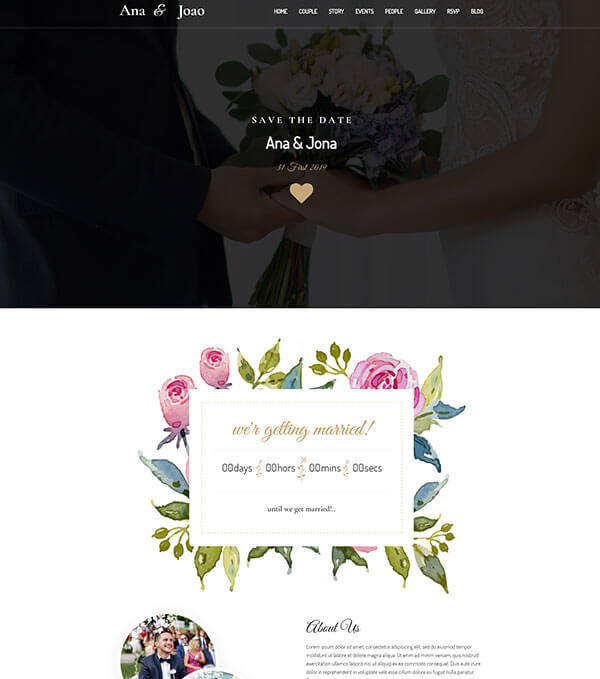 Ana & Joao
HOME COUPLE STORY EVENTS PEOPLE GALLERY RSVP BLOG
SAVE THE DATE
Ana & Jona
31 First 2019
we'r getting married!
00days 00hors 00mins 00secs
until we get married!..
About Us
Lorem ipsum dolor sit amet, consectetur adipiscing elit, sed do eiusmod tempor
incididunt ut labore et dolore magna aliqua. Ut enim ad minim veniam, quis nostrud
exercitation ullamco laboris nisi ut aliquip ex ea commodo consequat. Duis aute
irure dolor in reprehenderit in voluptate velit esse cillum dolore eu fugiat nulla